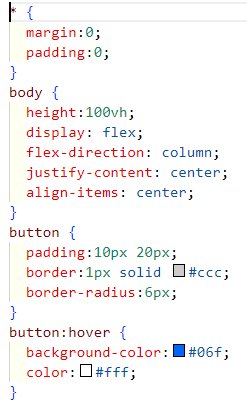 * {
  margin:0;
  padding:0;
}
body {
  height:100vh;
  display: flex;
  flex-direction: column;
  justify-content: center;
  align-items: center;
}
button {
  padding:10px 20px;
  border:1px solid #ccc;
  border-radius:6px;
}
button:hover {
  background-color:#06f;
  color:#fff;
}